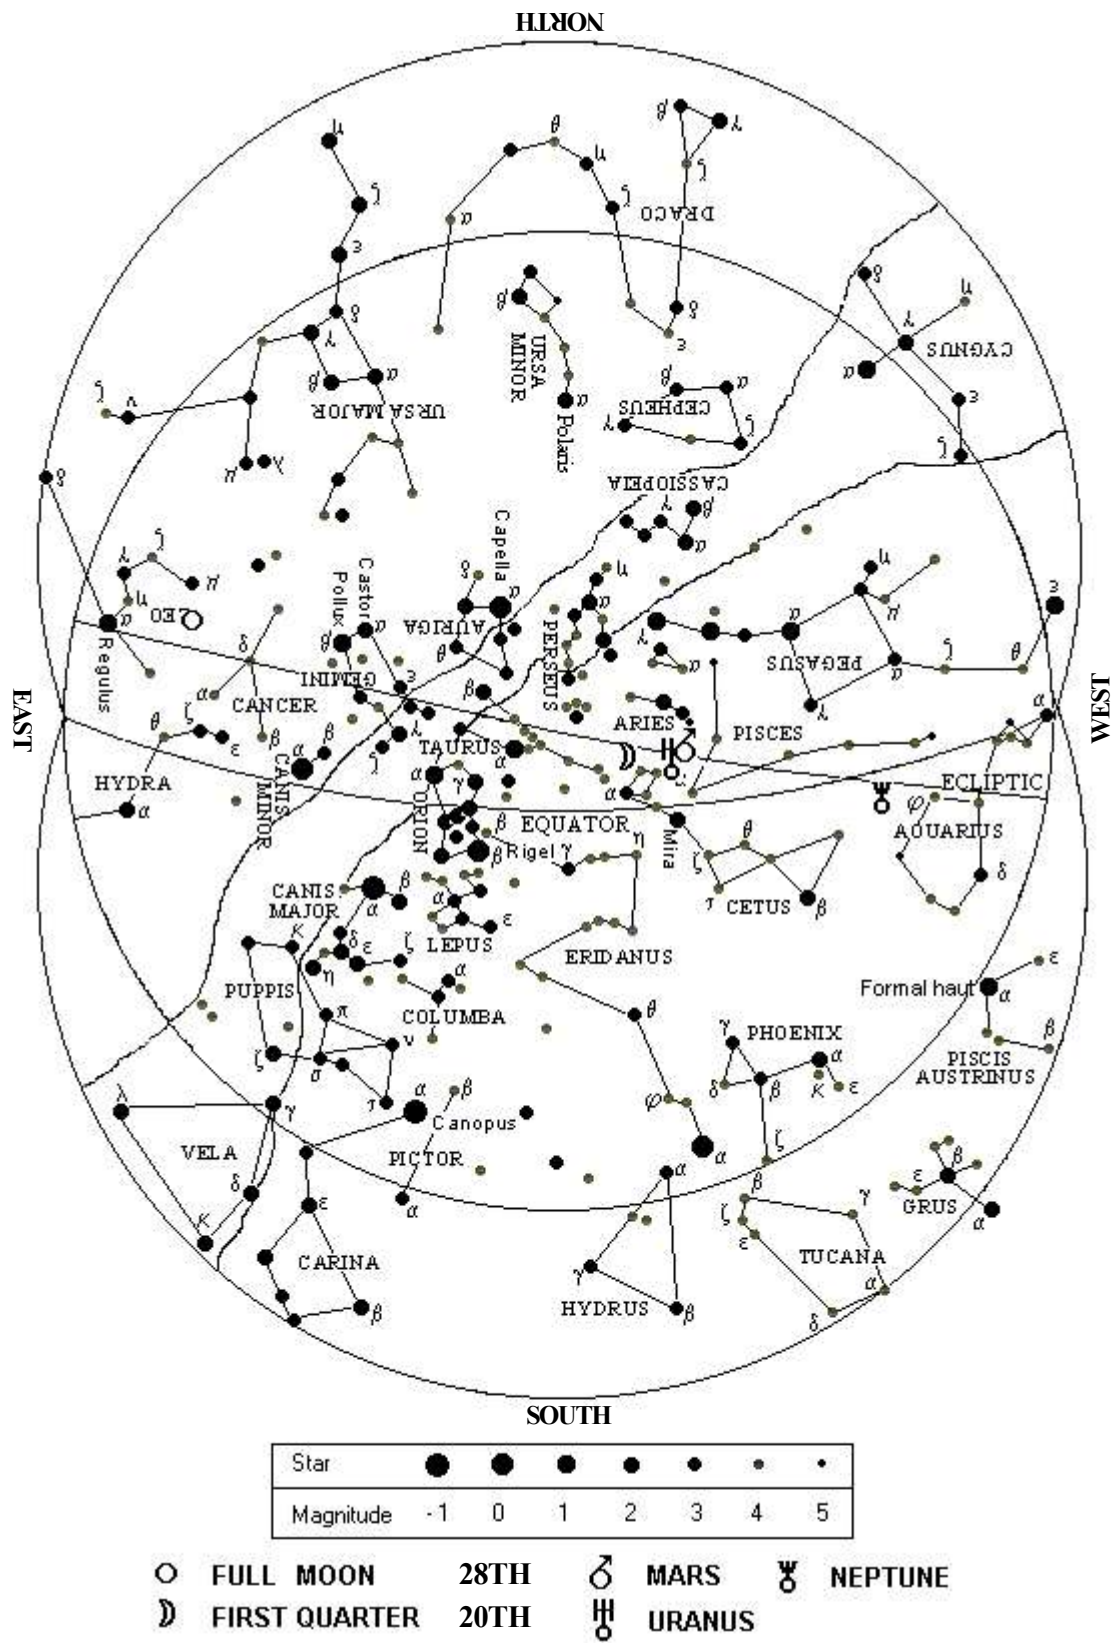 NORTH
μ
θ
β
γ
μ
ζ
ζ
ζ
DRACO
α
ε
δ
β
URSA
MINOR
δ
ε
δ
μ
γ
CYGNUS
α
γ
β
α
URSA MAJOR
α
Polaris
β
α
CEPHEUS
γ
ζ
ε
ζ
ξ
ν
μ
λ
δ
CASSIOPEIA
γ
β
α
Capella
δ
α
AURIGA
θ
η
α
PERSEUS
γ
ζ
μ
η
α
LEO
Regulus
Castor
Pollux
β
α
GEMINI
ε
γ
ζ
δ
CANCER
α
β
γ
α
α
PEGASUS
μ
η
α
ζ
θ
γ
ε
α
EAST
WEST
θ
ζ
ε
HYDRA
α
CANIS
MINOR
α
β
β
TAURUS
α
ARIES
PISCES
α
ORION
α
γ
β
Rigel
β
EQUATOR
Mira
ECLIPTIC
φ
AQUARIUS
δ
γ
η
ζ
θ
τ
CETUS
β
CANIS
MAJOR
β
α
α
ε
LEPUS
κ
δ
ε
ζ
η
PUPPIS
α
COLUMBA
ERIDANUS
ε
Formal haut
α
π
ν
σ
ζ
τ
θ
γ
PHOENIX
α
δ
β
κ
ε
β
PISCIS
AUSTRINUS
λ
γ
α
β
Canopus
φ
α
ζ
VELA
PICTOR
δ
α
α
κ
ε
CARINA
β
γ
HYDRUS
β
β
ζ
ε
γ
TUCANA
α
δ
β
ε
GRUS
α
SOUTH
Star
Magnitude -1 0 1 2 3 4 5
FULL MOON 28TH MARS NEPTUNE
FIRST QUARTER 20TH URANUS